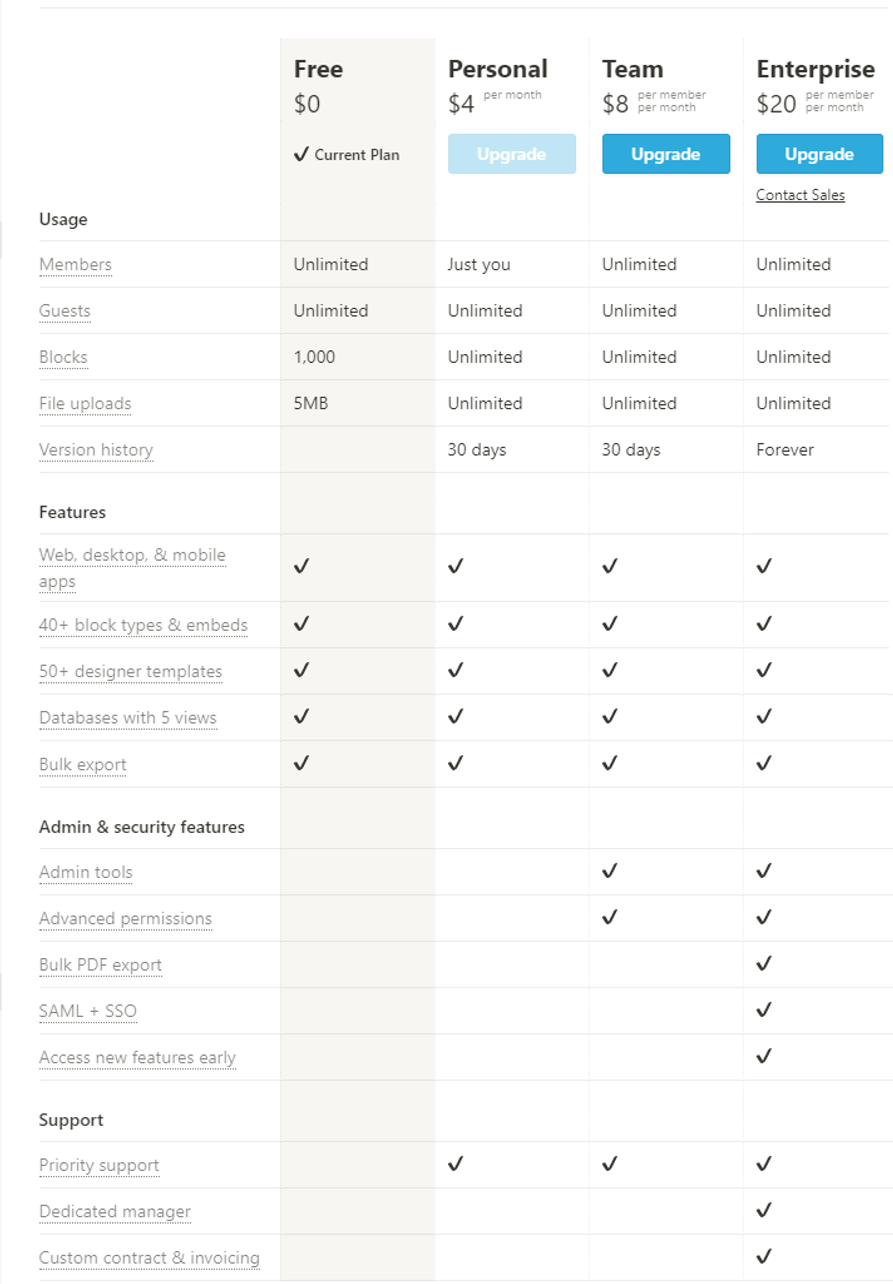 Free Personal Team Enterprise
$0 $4 per month $8 per member per month $20 per member per month
✓ Current Plan Upgrade Upgrade Upgrade
Contact Sales
Usage
Members Unlimited Just you Unlimited Unlimited
Guests Unlimited Unlimited Unlimited Unlimited
Blocks 1,000 Unlimited Unlimited Unlimited
File uploads 5MB Unlimited Unlimited Unlimited
Version history 30 days 30 days Forever
Features
Web, desktop, & mobile
apps ✓ ✓ ✓ ✓
40+ block types & embeds ✓ ✓ ✓ ✓
50+ designer templates ✓ ✓ ✓ ✓
Databases with 5 views ✓ ✓ ✓ ✓
Bulk export ✓ ✓ ✓ ✓
Admin & security features
Admin tools ✓ ✓
Advanced permissions ✓ ✓
Bulk PDF export ✓
SAML + SSO ✓
Access new features early ✓
Support
Priority support ✓ ✓ ✓
Dedicated manager ✓
Custom contract & invoicing ✓